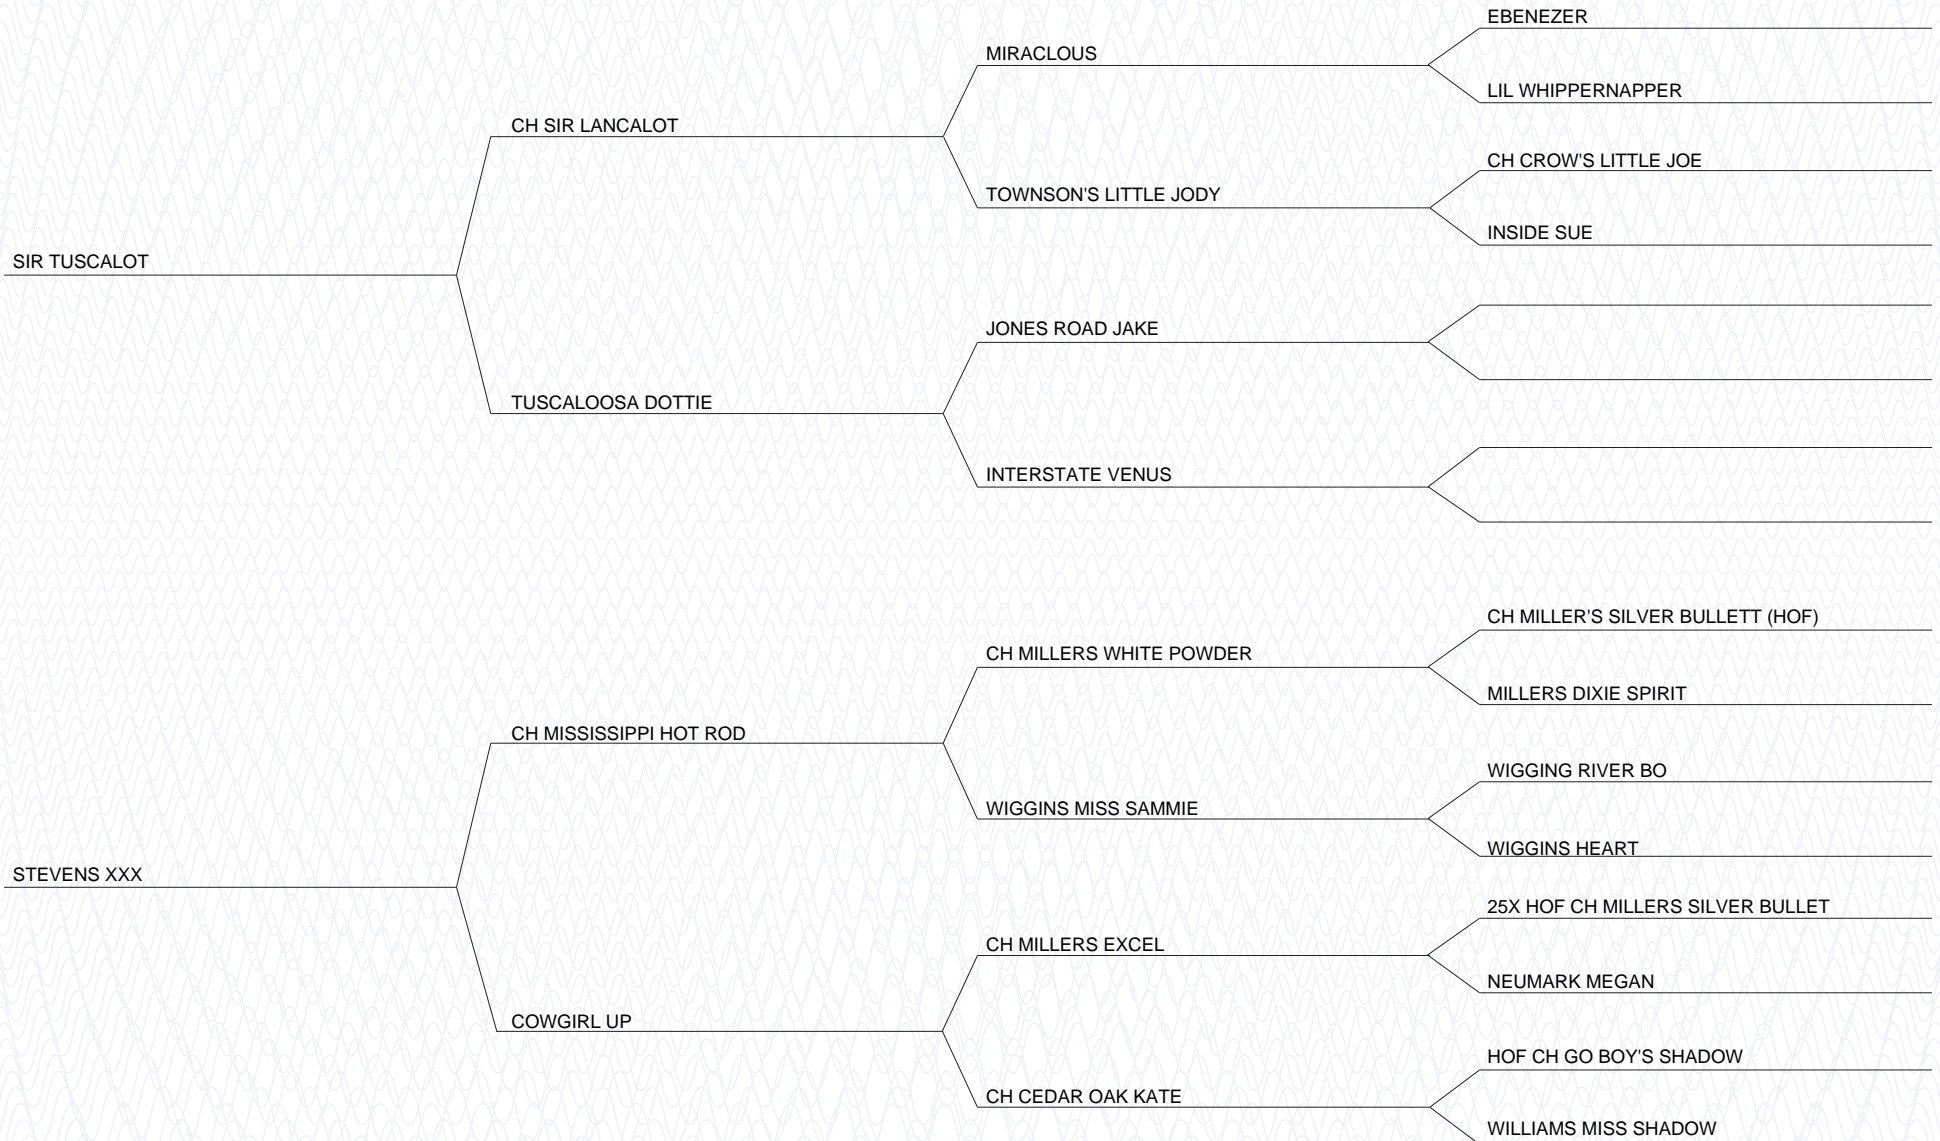 EBENEZER
MIRACLOUS
LIL WHIPPERNAPPER
CH SIR LANCALOT
CH CROW'S LITTLE JOE
TOWNSON'S LITTLE JODY
INSIDE SUE
SIR TUSCALOT
JONES ROAD JAKE
TUSCALOOSA DOTTIE
INTERSTATE VENUS
CH MILLER'S SILVER BULLETT (HOF)
CH MILLERS WHITE POWDER
MILLERS DIXIE SPIRIT
CH MISSISSIPPI HOT ROD
WIGGING RIVER BO
WIGGINS MISS SAMMIE
WIGGINS HEART
STEVENS XXX
25X HOF CH MILLERS SILVER BULLET
CH MILLERS EXCEL
NEUMARK MEGAN
COWGIRL UP
HOF CH GO BOY'S SHADOW
CH CEDAR OAK KATE
WILLIAMS MISS SHADOW